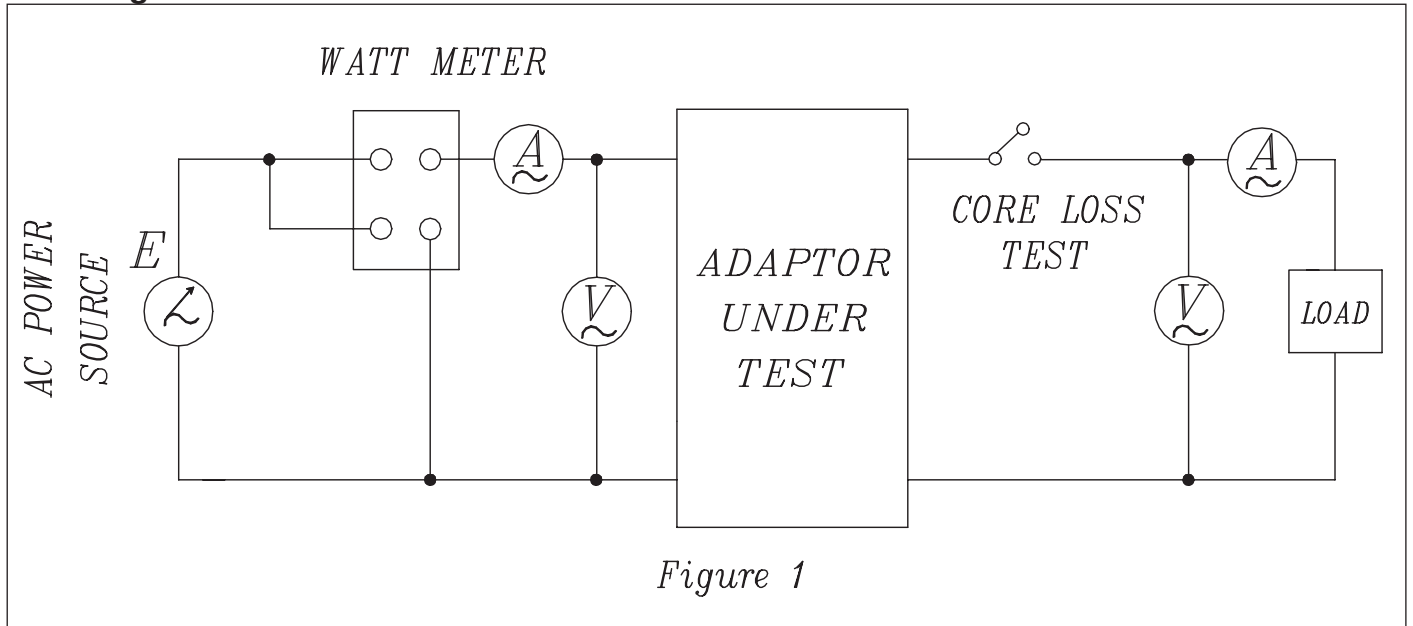 WATT METER
A
A
CORE LOSS
TEST
AC POWER
SOURCE
E
V
ADAPTOR
UNDER
TEST
V
LOAD
Figure 1